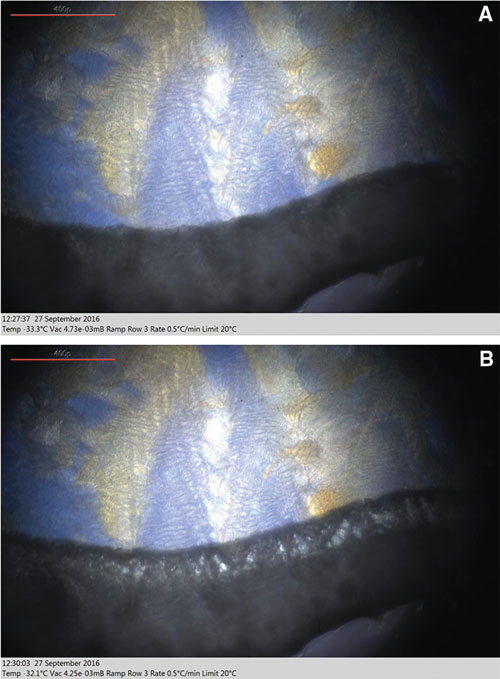 400µ
A
12:27:37 27 September 2016
Temp -33.3°C Vac 4.73e-03mB Ramp Row 3 Rate 0.5°C/min Limit 20°C
400µ
B
12:30:03 27 September 2016
Temp -32.1°C Vac 4.25e-03mB Ramp Row 3 Rate 0.5°C/min Limit 20°C